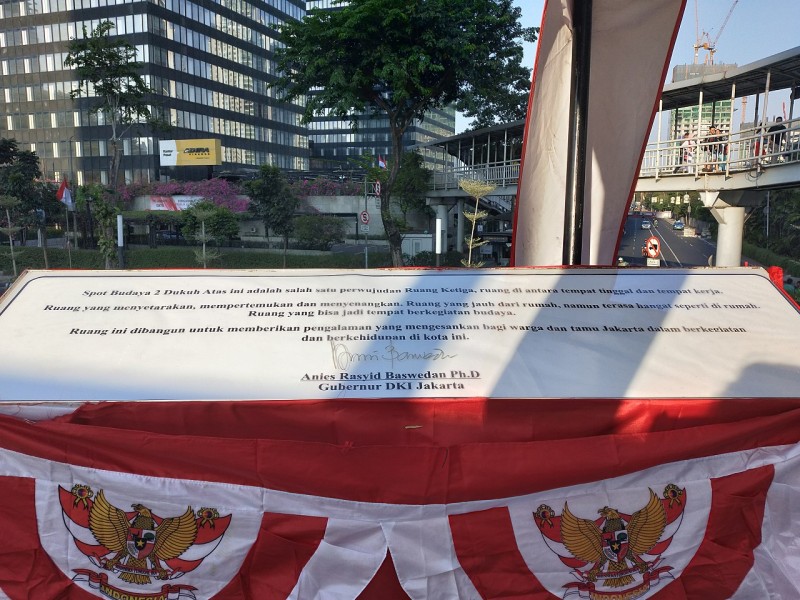 Spot Budaya 2 Dukuh Atas ini adalah salah satu perwujudan Ruang Ketiga, ruang di antara tempat tinggal dan tempat kerja.
Ruang yang menyetarakan, mempertemukan dan menyenangkan. Ruang yang jauh dari rumah, namun terasa hangat seperti di rumah.
Ruang yang bisa jadi tempat berkegiatan budaya.
Ruang ini dibangun untuk memberikan pengalaman yang mengesankan bagi warga dan tamu Jakarta dalam berkegiatan
dan berkehidunan di kota ini.
Anies Rasyid Baswedan Ph.D
Gubernur DKI Jakarta
INDONESIA